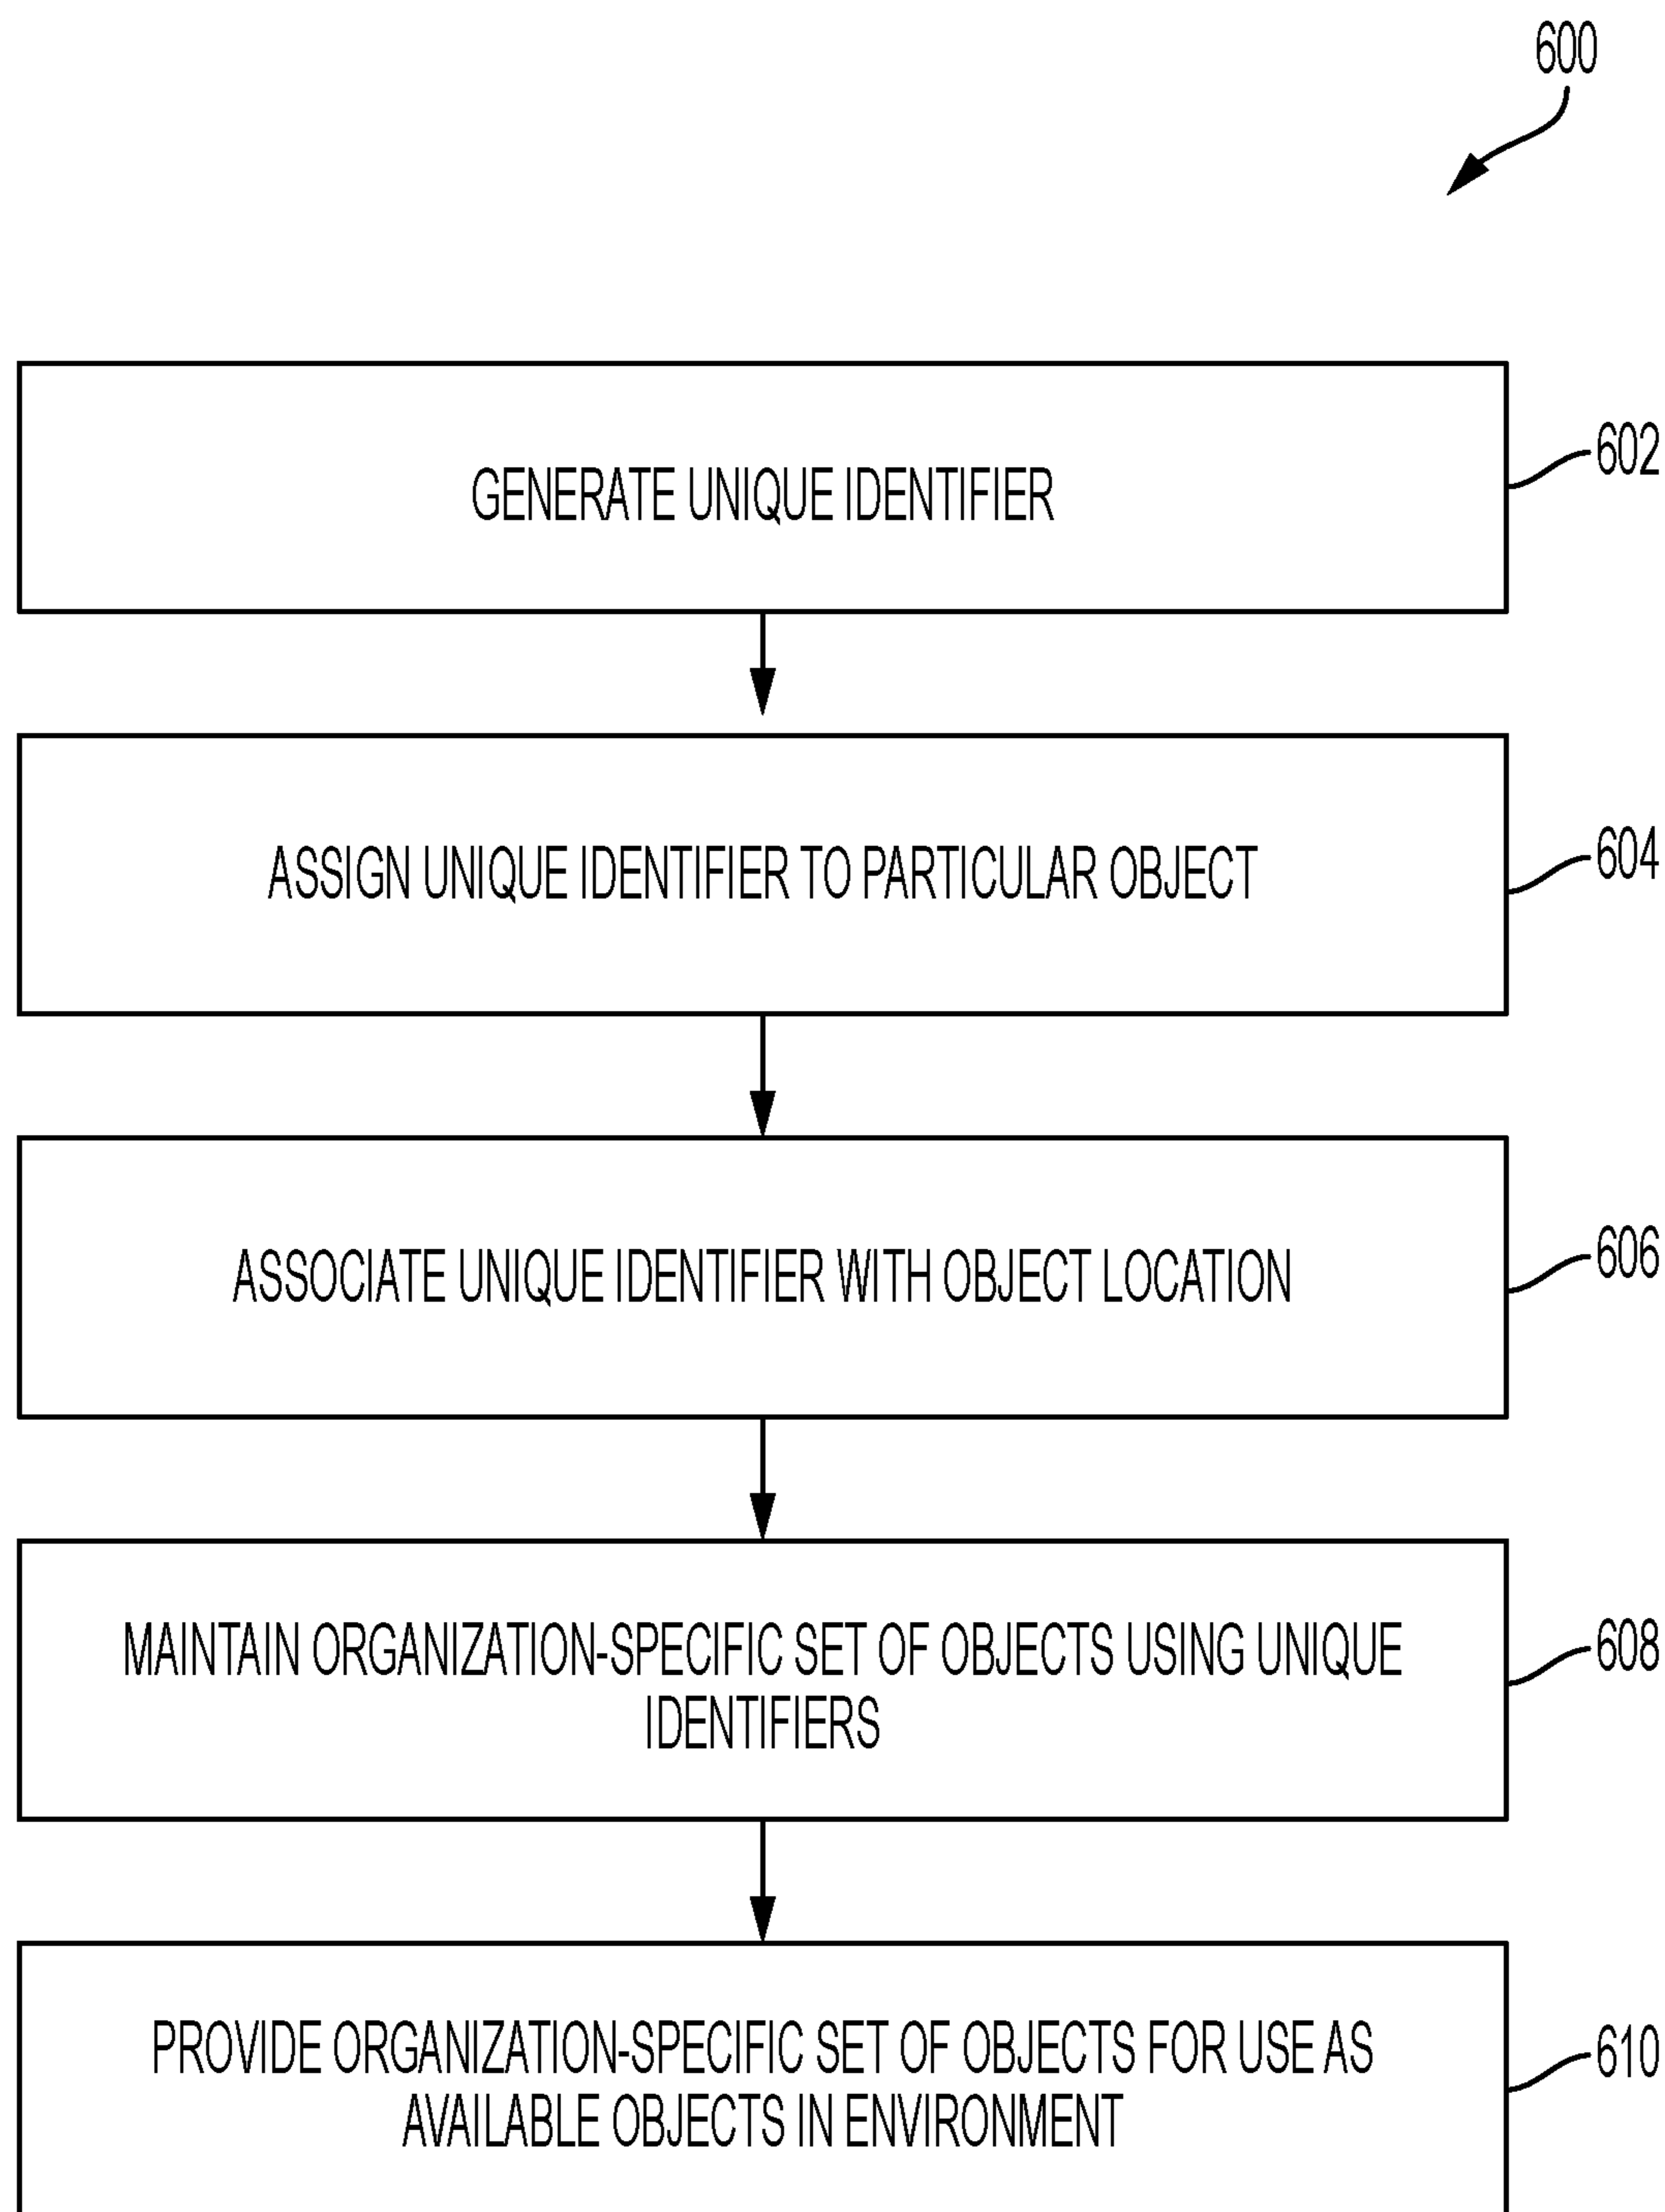 600
GENERATE UNIQUE IDENTIFIER
602
ASSIGN UNIQUE IDENTIFIER TO PARTICULAR OBJECT
604
ASSOCIATE UNIQUE IDENTIFIER WITH OBJECT LOCATION
606
MAINTAIN ORGANIZATION-SPECIFIC SET OF OBJECTS USING UNIQUE
IDENTIFIERS
608
PROVIDE ORGANIZATION-SPECIFIC SET OF OBJECTS FOR USE AS
AVAILABLE OBJECTS IN ENVIRONMENT
610